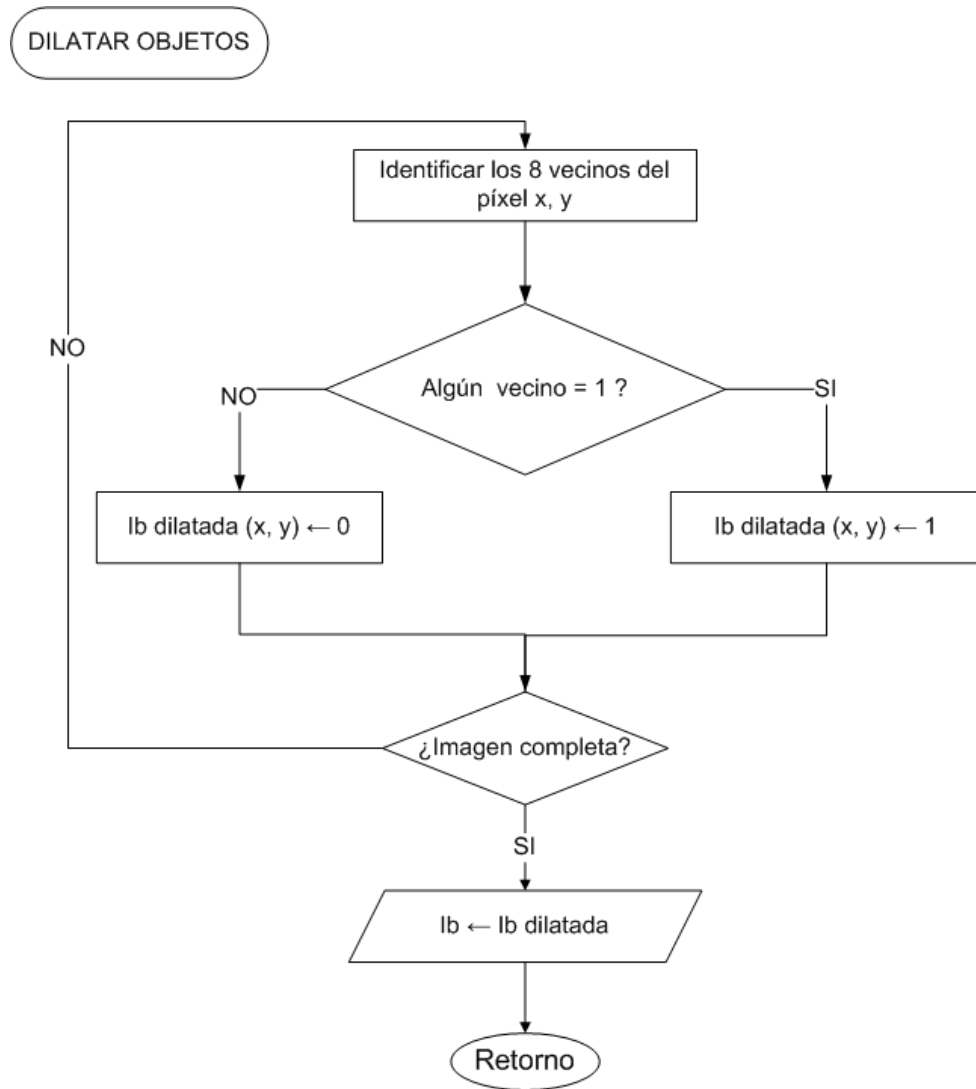 DILATAR OBJETOS
Identificar los 8 vecinos del
píxel x, y
NO
Algún vecino = 1 ?
NO
SI
Ib dilatada (x, y) ← 0
Ib dilatada (x, y) ← 1
¿Imagen completa?
SI
Ib ← Ib dilatada
Retorno